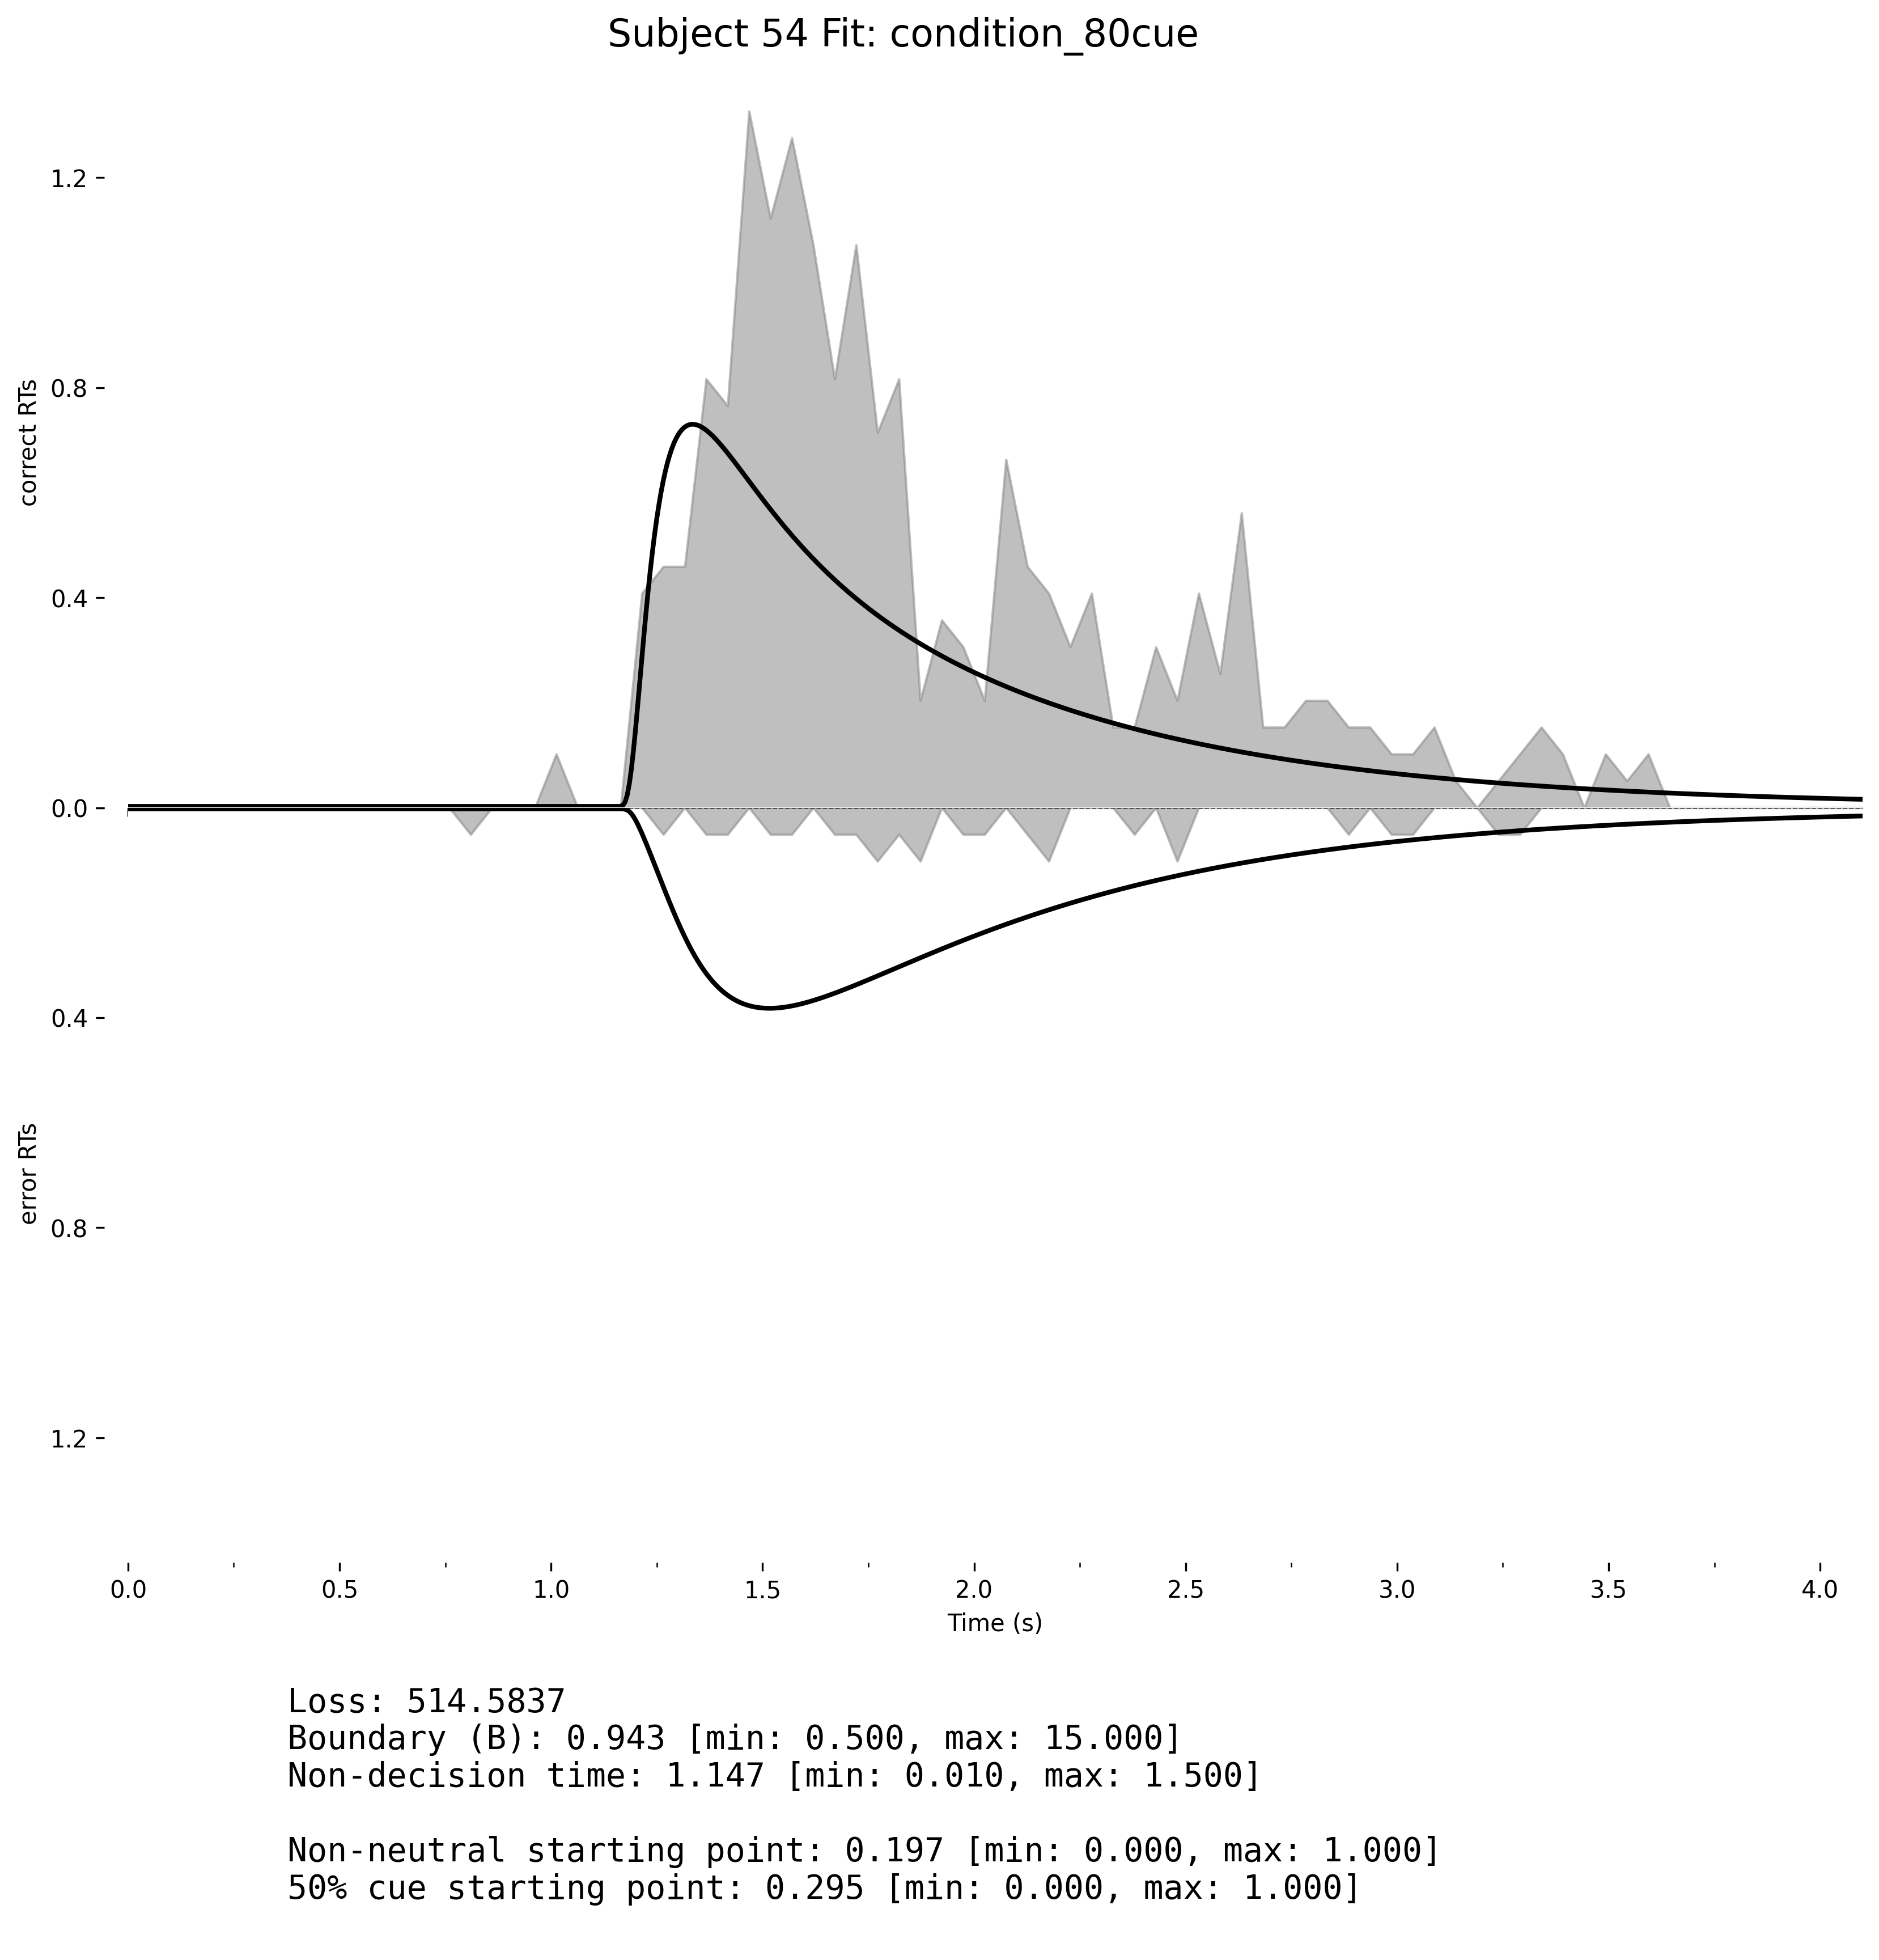 Subject 54 Fit: condition_80cue
1.2
0.8
0.4
0.0
0.4
0.8
1.2
correct RTs
error RTs
0.0 0.5 1.0 1.5 2.0 2.5 3.0 3.5 4.0
Time (s)
Loss: 514.5837
Boundary (B): 0.943 [min: 0.500, max: 15.000]
Non-decision time: 1.147 [min: 0.010, max: 1.500]
Non-neutral starting point: 0.197 [min: 0.000, max: 1.000]
50% cue starting point: 0.295 [min: 0.000, max: 1.000]